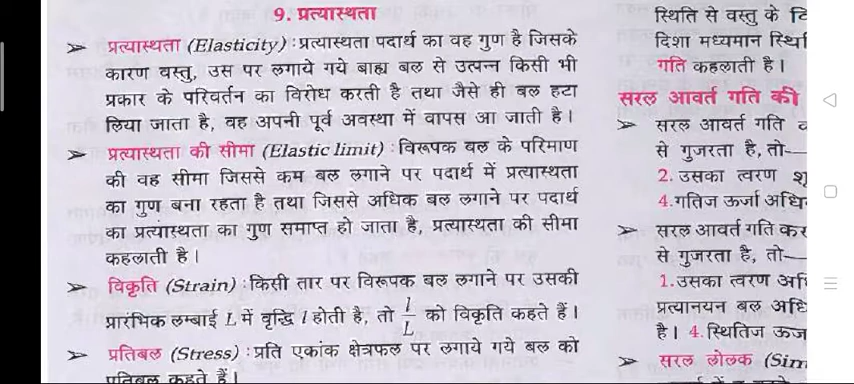 9. प्रत्यास्थता
➢ प्रत्यास्थता (Elasticity) : प्रत्यास्थता पदार्थ का वह गुण है जिसके
कारण वस्तु, उस पर लगाये गये बाह्य बल से उत्पन्न किसी भी
प्रकार के परिवर्तन का विरोध करती है तथा जैसे ही बल हटा
लिया जाता है, वह अपनी पूर्व अवस्था में वापस आ जाती है।
➢ प्रत्यास्थता की सीमा (Elastic limit) : विरूपक बल के परिमाण
की वह सीमा जिससे कम बल लगाने पर पदार्थ में प्रत्यास्थता
का गुण बना रहता है तथा जिससे अधिक बल लगाने पर पदार्थ
का प्रत्यास्थता का गुण समाप्त हो जाता है, प्रत्यास्थता की सीमा
कहलाती है।
➢ विकृति (Strain) : किसी तार पर विरूपक बल लगाने पर उसकी
प्रारंभिक लम्बाई L में वृद्धि l होती है, तो l/L को विकृति कहते हैं।
➢ प्रतिबल (Stress) : प्रति एकांक क्षेत्रफल पर लगाये गये बल को
प्रतिबल कहते हैं।
स्थिति से वस्तु के
दिशा मध्यमान
गति कहलाती है।
सरल आवर्त गति की
➢ सरल आवर्त गति
से गुजरता है, तो—
2. उसका त्वरण
4. गतिज ऊर्जा
➢ सरल आवर्त गति
से गुजरता है, तो—
1. उसका त्वरण
प्रत्यानयन बल
है। 4. स्थितिज
➢ सरल लोलक